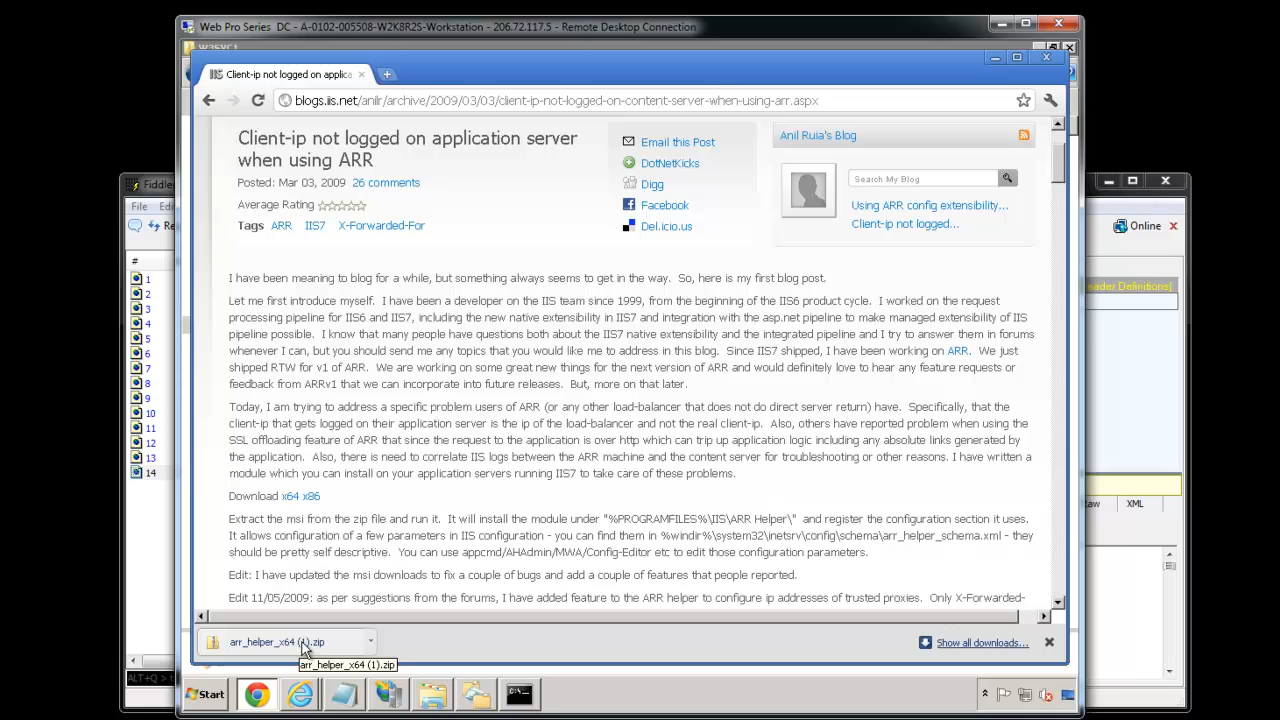 Web Pro Series DC - A-0102-005508-W2K8R2S-Workstation - 206.72.117.5 - Remote Desktop Connection
Client-ip not logged on applica
blogs.iis.net/anilr/archive/2009/03/03/client-ip-not-logged-on-content-server-when-using-arr.aspx
Client-ip not logged on application server
when using ARR
Posted: Mar 03, 2009 26 comments
Average Rating
Tags ARR IIS7 X-Forwarded-For
Email this Post
DotNetKicks
Digg
Facebook
Del.icio.us
Anil Ruia's Blog
Search My Blog
Using ARR config extensibility...
Client-ip not logged...
I have been meaning to blog for a while, but something always seems to get in the way. So, here is my first blog post.
Let me first introduce myself. I have been a developer on the IIS team since 1999, from the beginning of the IIS6 product cycle. I worked on the request
processing pipeline for IIS6 and IIS7, including the new native extensibility in IIS7 and integration with the asp.net pipeline to make managed extensibility of IIS
pipeline possible. I know that many people have questions both about the IIS7 native extensibility and the integrated pipeline and I try to answer them in forums
whenever I can, but you should send me any topics that you would like me to address in this blog. Since IIS7 shipped, I have been working on ARR. We just
shipped RTW for v1 of ARR. We are working on some great new things for the next version of ARR and would definitely love to hear any feature requests or
feedback from ARRv1 that we can incorporate into future releases. But, more on that later.
Today, I am trying to address a specific problem users of ARR (or any other load-balancer that does not do direct server return) have. Specifically, that the
client-ip that gets logged on their application server is the ip of the load-balancer and not the real client-ip. Also, others have reported problem when using the
SSL offloading feature of ARR that since the request to the application is over http which can trip up application logic including any absolute links generated by
the application. Also, there is need to correlate IIS logs between the ARR machine and the content server for troubleshooting or other reasons. I have written a
module which you can install on your application servers running IIS7 to take care of these problems.
Download x64 x86
Extract the msi from the zip file and run it. It will install the module under "%PROGRAMFILES%\IIS\ARR Helper\" and register the configuration section it uses.
It allows configuration of a few parameters in IIS configuration - you can find them in %windir%\system32\inetsrv\config\schema\arr_helper_schema.xml - they
should be pretty self descriptive. You can use appcmd/AHAdmin/MWA/Config-Editor etc to edit those configuration parameters.
Edit: I have updated the msi downloads to fix a couple of bugs and add a couple of features that people reported.
Edit 11/05/2009: as per suggestions from the forums, I have added feature to the ARR helper to configure ip addresses of trusted proxies. Only X-Forwarded-
arr_helper_x64 (1).zip
arr_helper_x64 (1).zip
Show all downloads...
Start
Fiddle
File Edi
Re
#
1
2
3
4
5
6
7
8
9
10
11
12
13
14
ALT+Q >
Online
eader Definitions]
XML